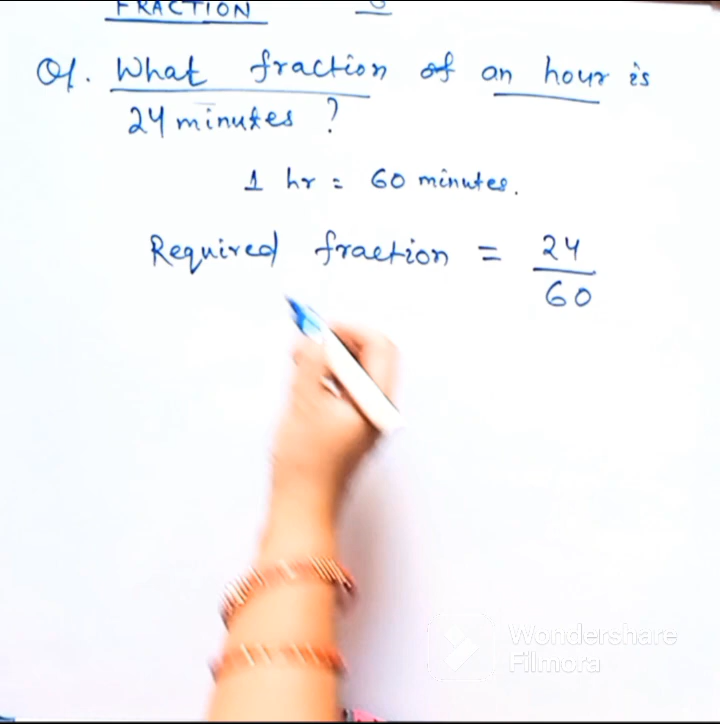 FRACTION
Q1. What fraction of an hour is
24 minutes ?
1 hr = 60 minutes.
Required fraction = 24
60
Wondershare
Filmora